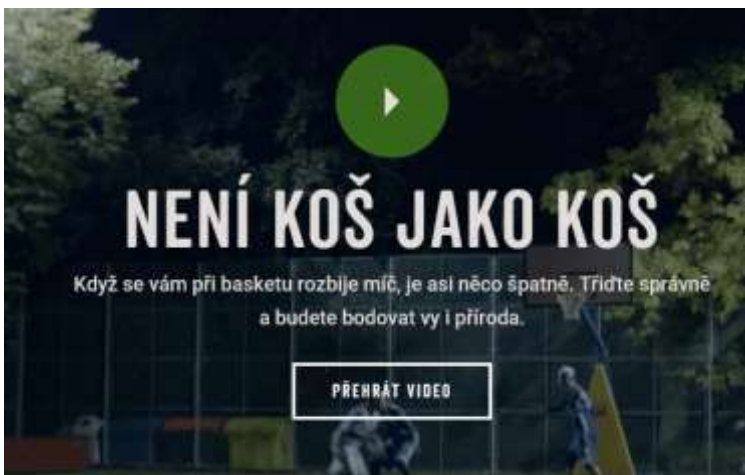 NENÍ KOŠ JAKO KOŠ
Když se vám při basketu rozbije míč, je asi něco špatně. Třiďte správně
a budete bodovat vy i příroda.
PŘEHRÁT VIDEO